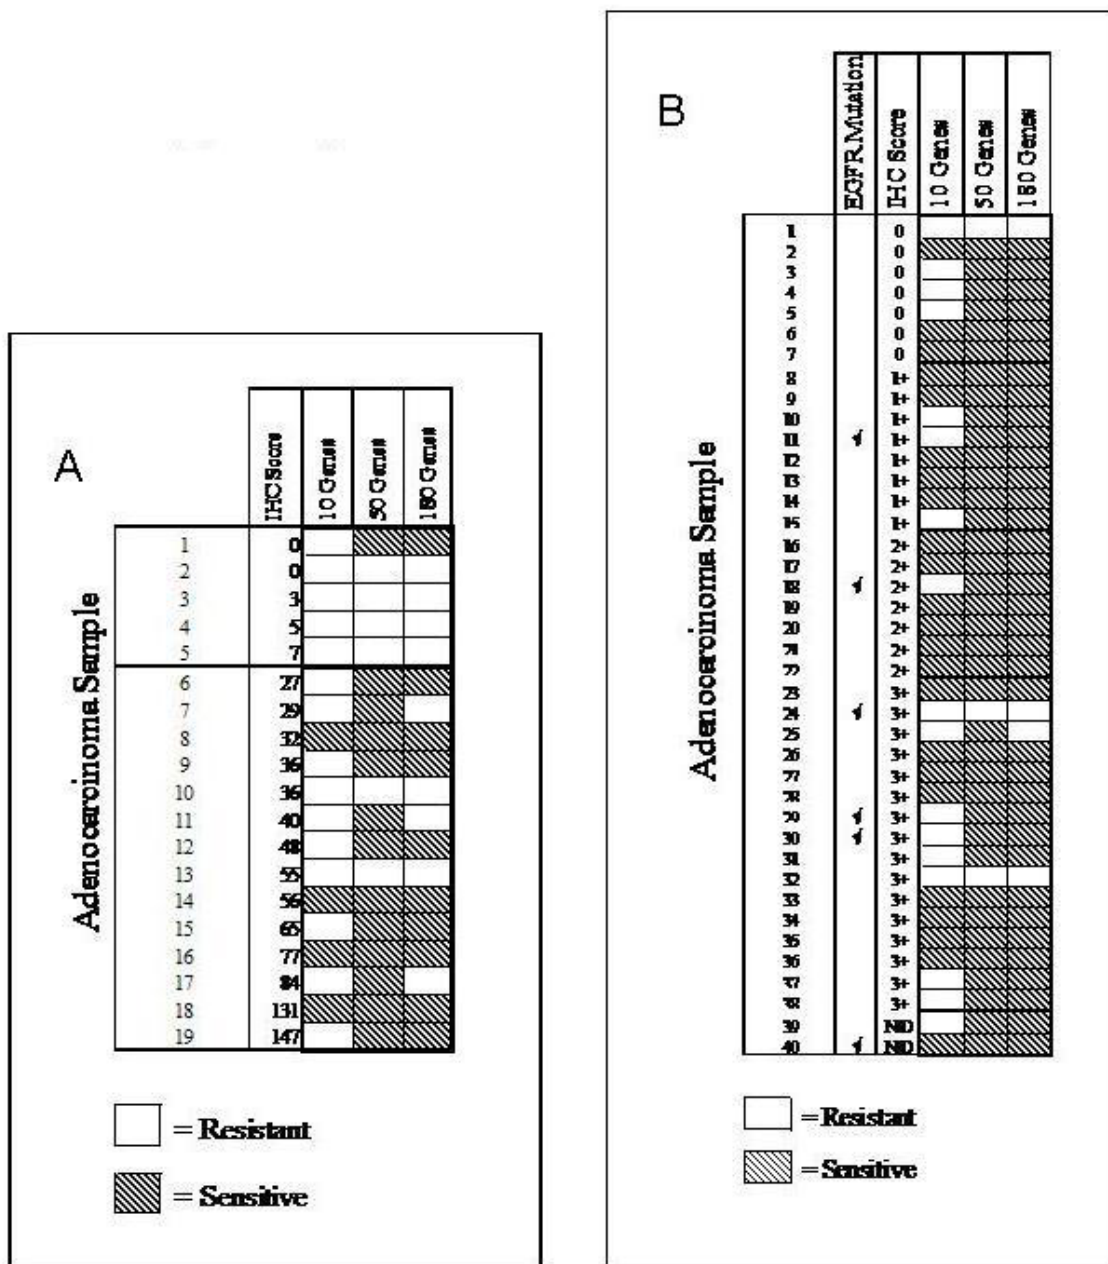 A
IHC Score
10 Genes
50 Genes
180 Genes
Adenocarcinoma Sample
1 0
2 0
3 3
4 5
5 7
6 27
7 29
8 32
9 36
10 36
11 40
12 48
13 55
14 56
15 65
16 77
17 84
18 131
19 147
= Resistant
= Sensitive
B
EGFR Mutation
IHC Score
10 Genes
50 Genes
180 Genes
Adenocarcinoma Sample
1 0
2 0
3 0
4 0
5 0
6 0
7 0
8 1+
9 1+
10 1+
11 √ 1+
12 1+
13 1+
14 1+
15 1+
16 2+
17 2+
18 √ 2+
19 2+
20 2+
21 2+
22 2+
23 3+
24 √ 3+
25 3+
26 3+
27 3+
28 3+
29 √ 3+
30 √ 3+
31 3+
32 3+
33 3+
34 3+
35 3+
36 3+
37 3+
38 3+
39 ND
40 √ ND
= Resistant
= Sensitive